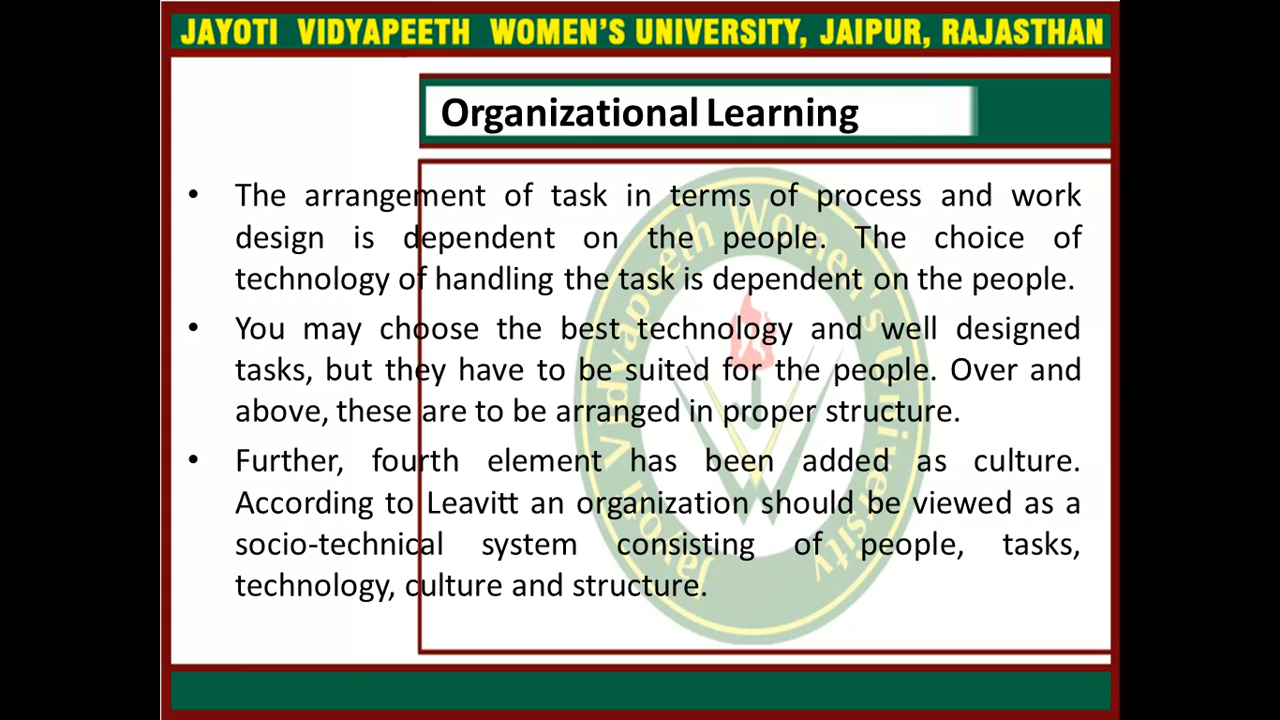 JAYOTI VIDYAPEETH WOMEN'S UNIVERSITY, JAIPUR, RAJASTHAN
Organizational Learning
• The arrangement of task in terms of process and work
design is dependent on the people. The choice of
technology of handling the task is dependent on the people.
• You may choose the best technology and well designed
tasks, but they have to be suited for the people. Over and
above, these are to be arranged in proper structure.
• Further, fourth element has been added as culture.
According to Leavitt an organization should be viewed as a
socio-technical system consisting of people, tasks,
technology, culture and structure.
Jayoti Vidyapeeth Women's University